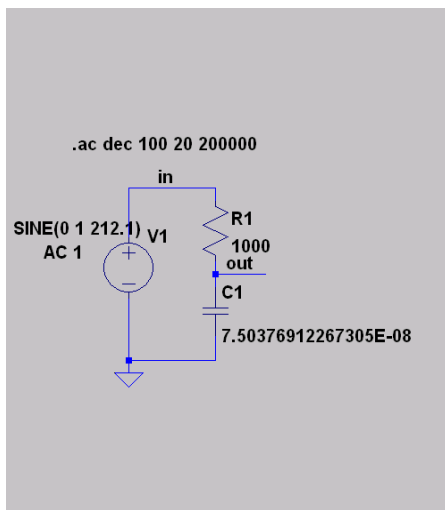 .ac dec 100 20 200000
in
SINE(0 1 212.1)
AC 1
V1
R1
1000
out
C1
7.50376912267305E-08